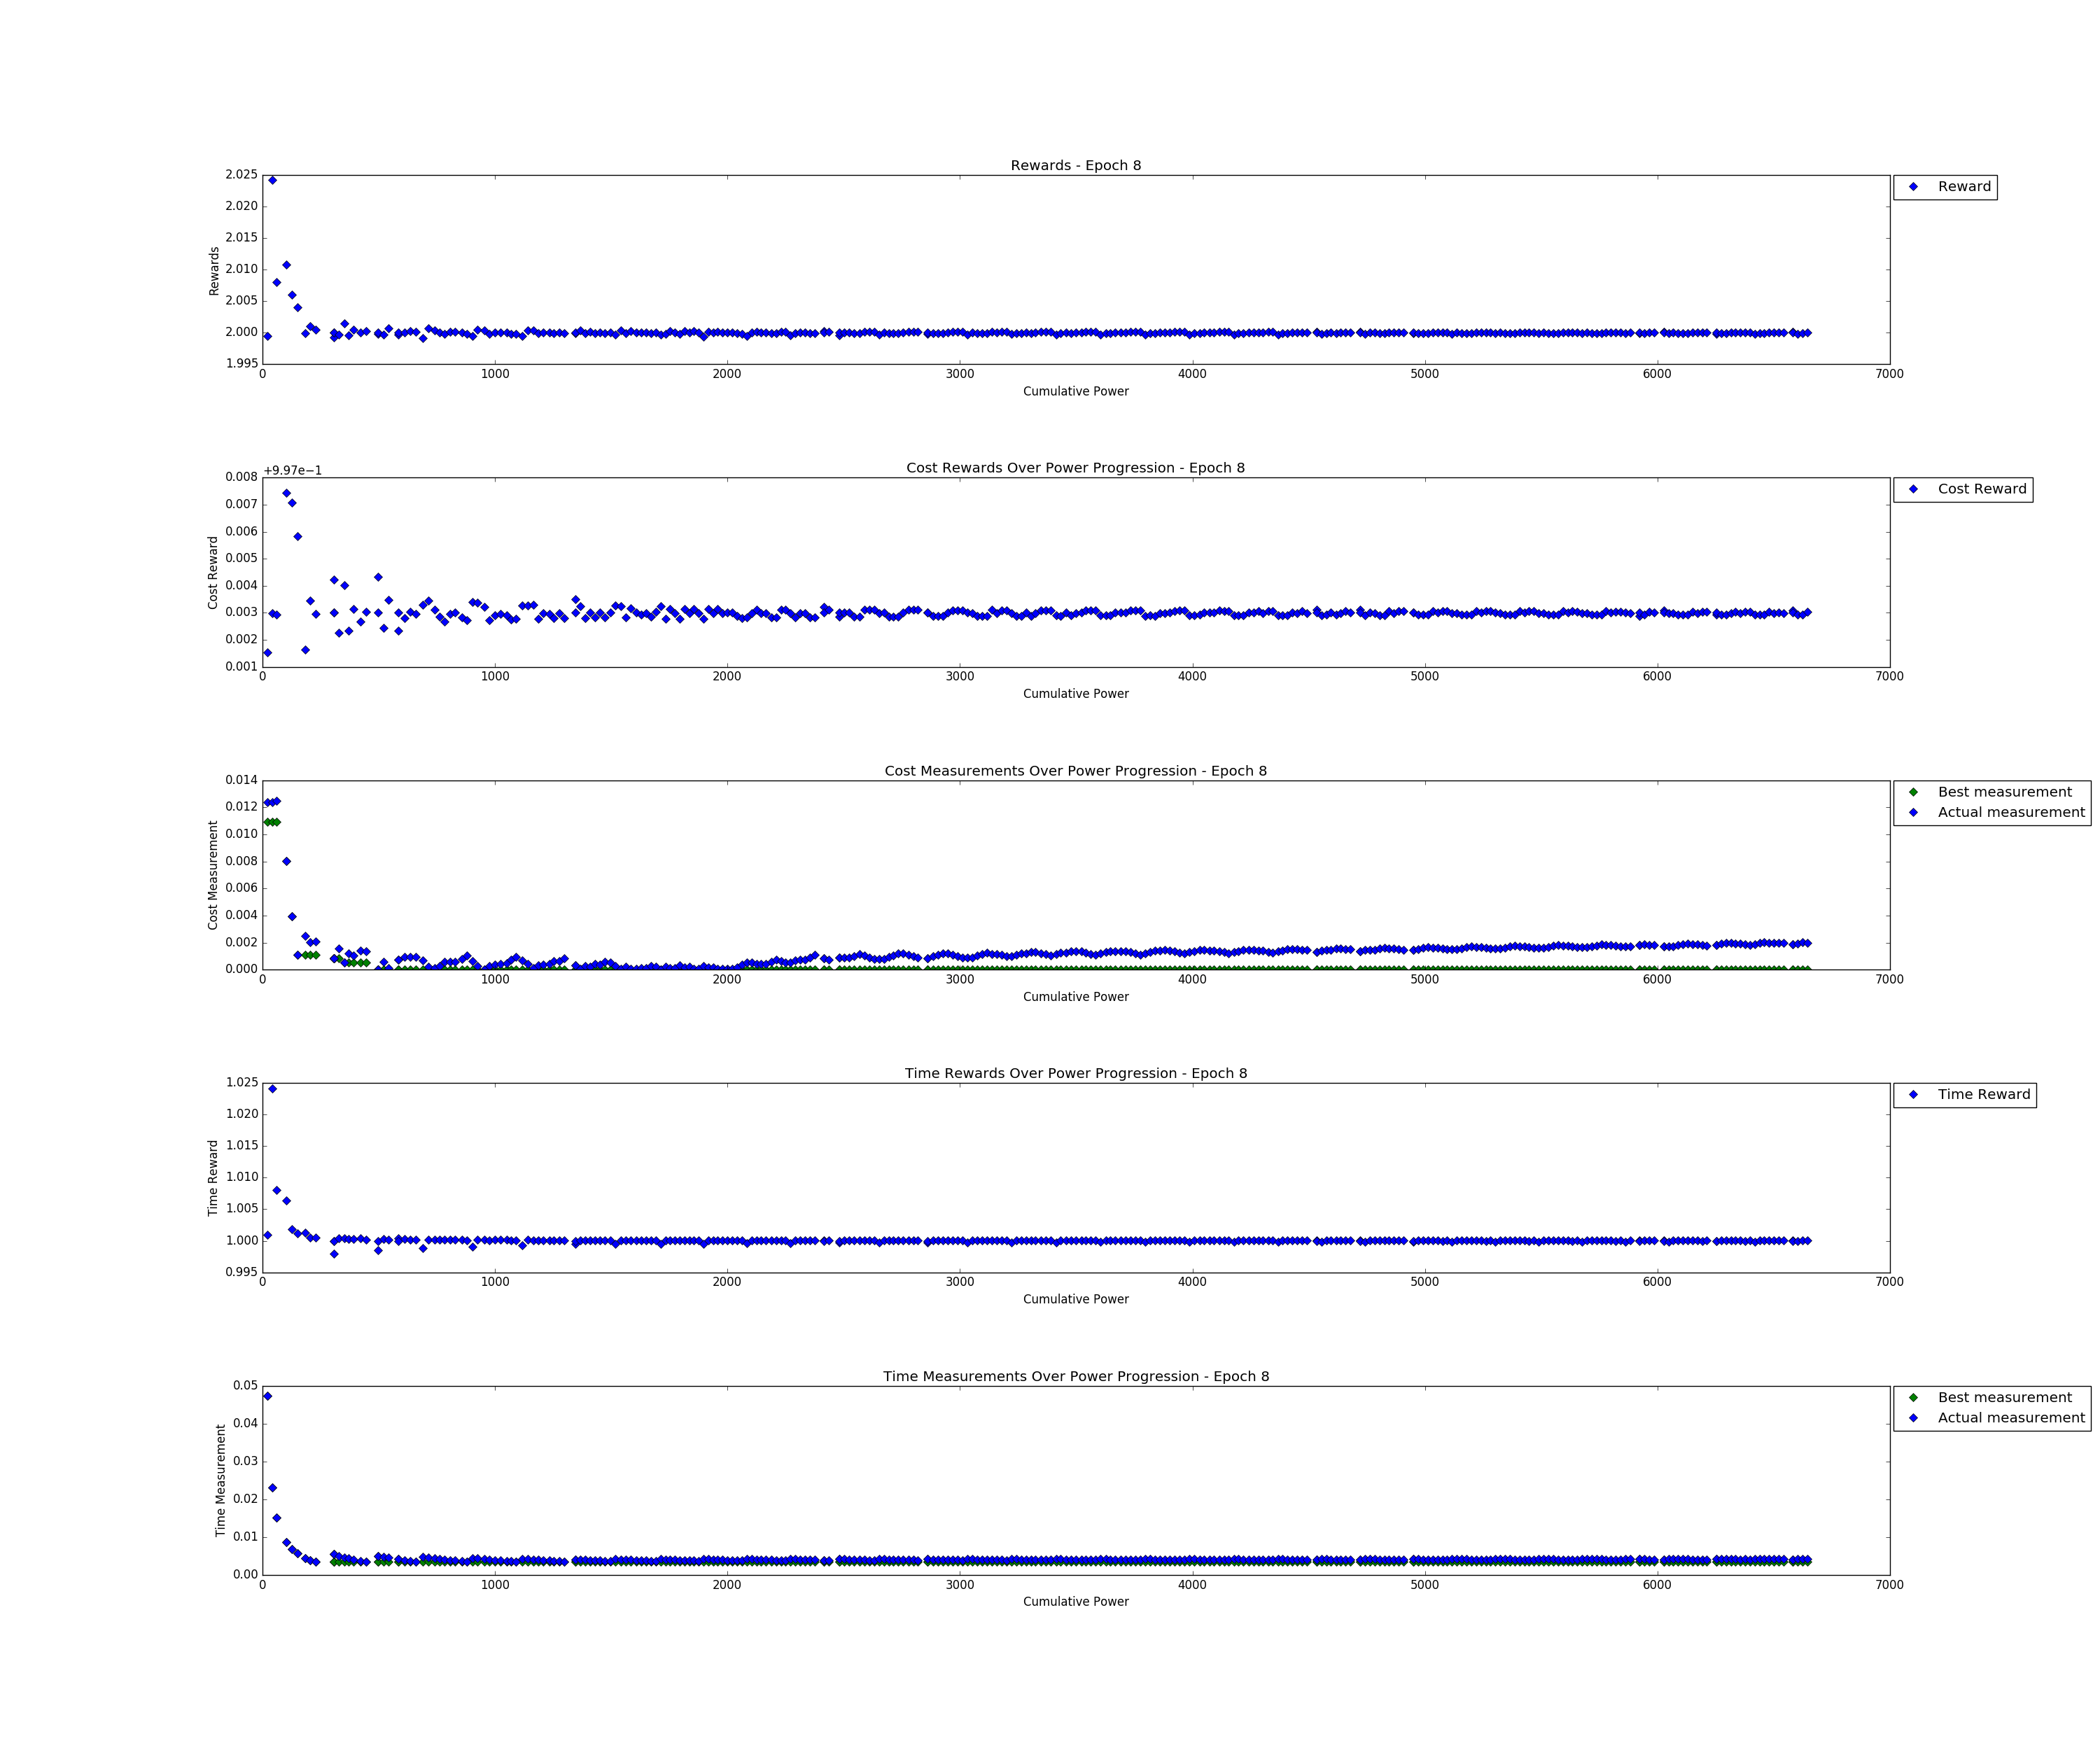 Rewards - Epoch 8
2.025
2.020
2.015
2.010
2.005
2.000
1.995
Rewards
0 1000 2000 3000 4000 5000 6000 7000
Cumulative Power
Reward
Cost Rewards Over Power Progression - Epoch 8
+9.97e−1
0.008
0.007
0.006
0.005
0.004
0.003
0.002
0.001
Cost Reward
0 1000 2000 3000 4000 5000 6000 7000
Cumulative Power
Cost Reward
Cost Measurements Over Power Progression - Epoch 8
0.014
0.012
0.010
0.008
0.006
0.004
0.002
0.000
Cost Measurement
0 1000 2000 3000 4000 5000 6000 7000
Cumulative Power
Best measurement
Actual measurement
Time Rewards Over Power Progression - Epoch 8
1.025
1.020
1.015
1.010
1.005
1.000
0.995
Time Reward
0 1000 2000 3000 4000 5000 6000 7000
Cumulative Power
Time Reward
Time Measurements Over Power Progression - Epoch 8
0.05
0.04
0.03
0.02
0.01
0.00
Time Measurement
0 1000 2000 3000 4000 5000 6000 7000
Cumulative Power
Best measurement
Actual measurement